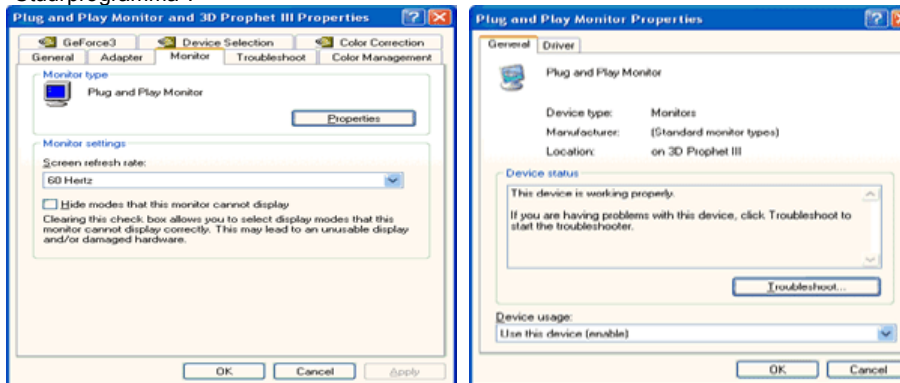 Plug and Play Monitor and 3D Prophet III Properties
GeForce3 Device Selection Color Correction
General Adapter Monitor Troubleshoot Color Management
Monitor type
Plug and Play Monitor
Properties
Monitor settings
Screen refresh rate:
60 Hertz
Hide modes that this monitor cannot display
Clearing this check box allows you to select display modes that this
monitor cannot display correctly. This may lead to an unusable display
and/or damaged hardware.
OK Cancel Apply
Plug and Play Monitor Properties
General Driver
Plug and Play Monitor
Device type: Monitors
Manufacturer: (Standard monitor types)
Location: on 3D Prophet III
Device status
This device is working properly.
If you are having problems with this device, click Troubleshoot to
start the troubleshooter.
Troubleshoot...
Device usage:
Use this device (enable)
OK Cancel